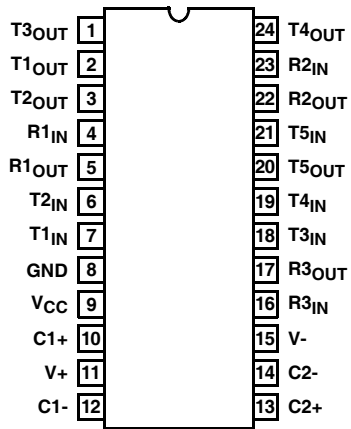 T3OUT 1 24 T4OUT
T1OUT 2 23 R2IN
T2OUT 3 22 R2OUT
R1IN 4 21 T5IN
R1OUT 5 20 T5OUT
T2IN 6 19 T4IN
T1IN 7 18 T3IN
GND 8 17 R3OUT
VCC 9 16 R3IN
C1+ 10 15 V-
V+ 11 14 C2-
C1- 12 13 C2+